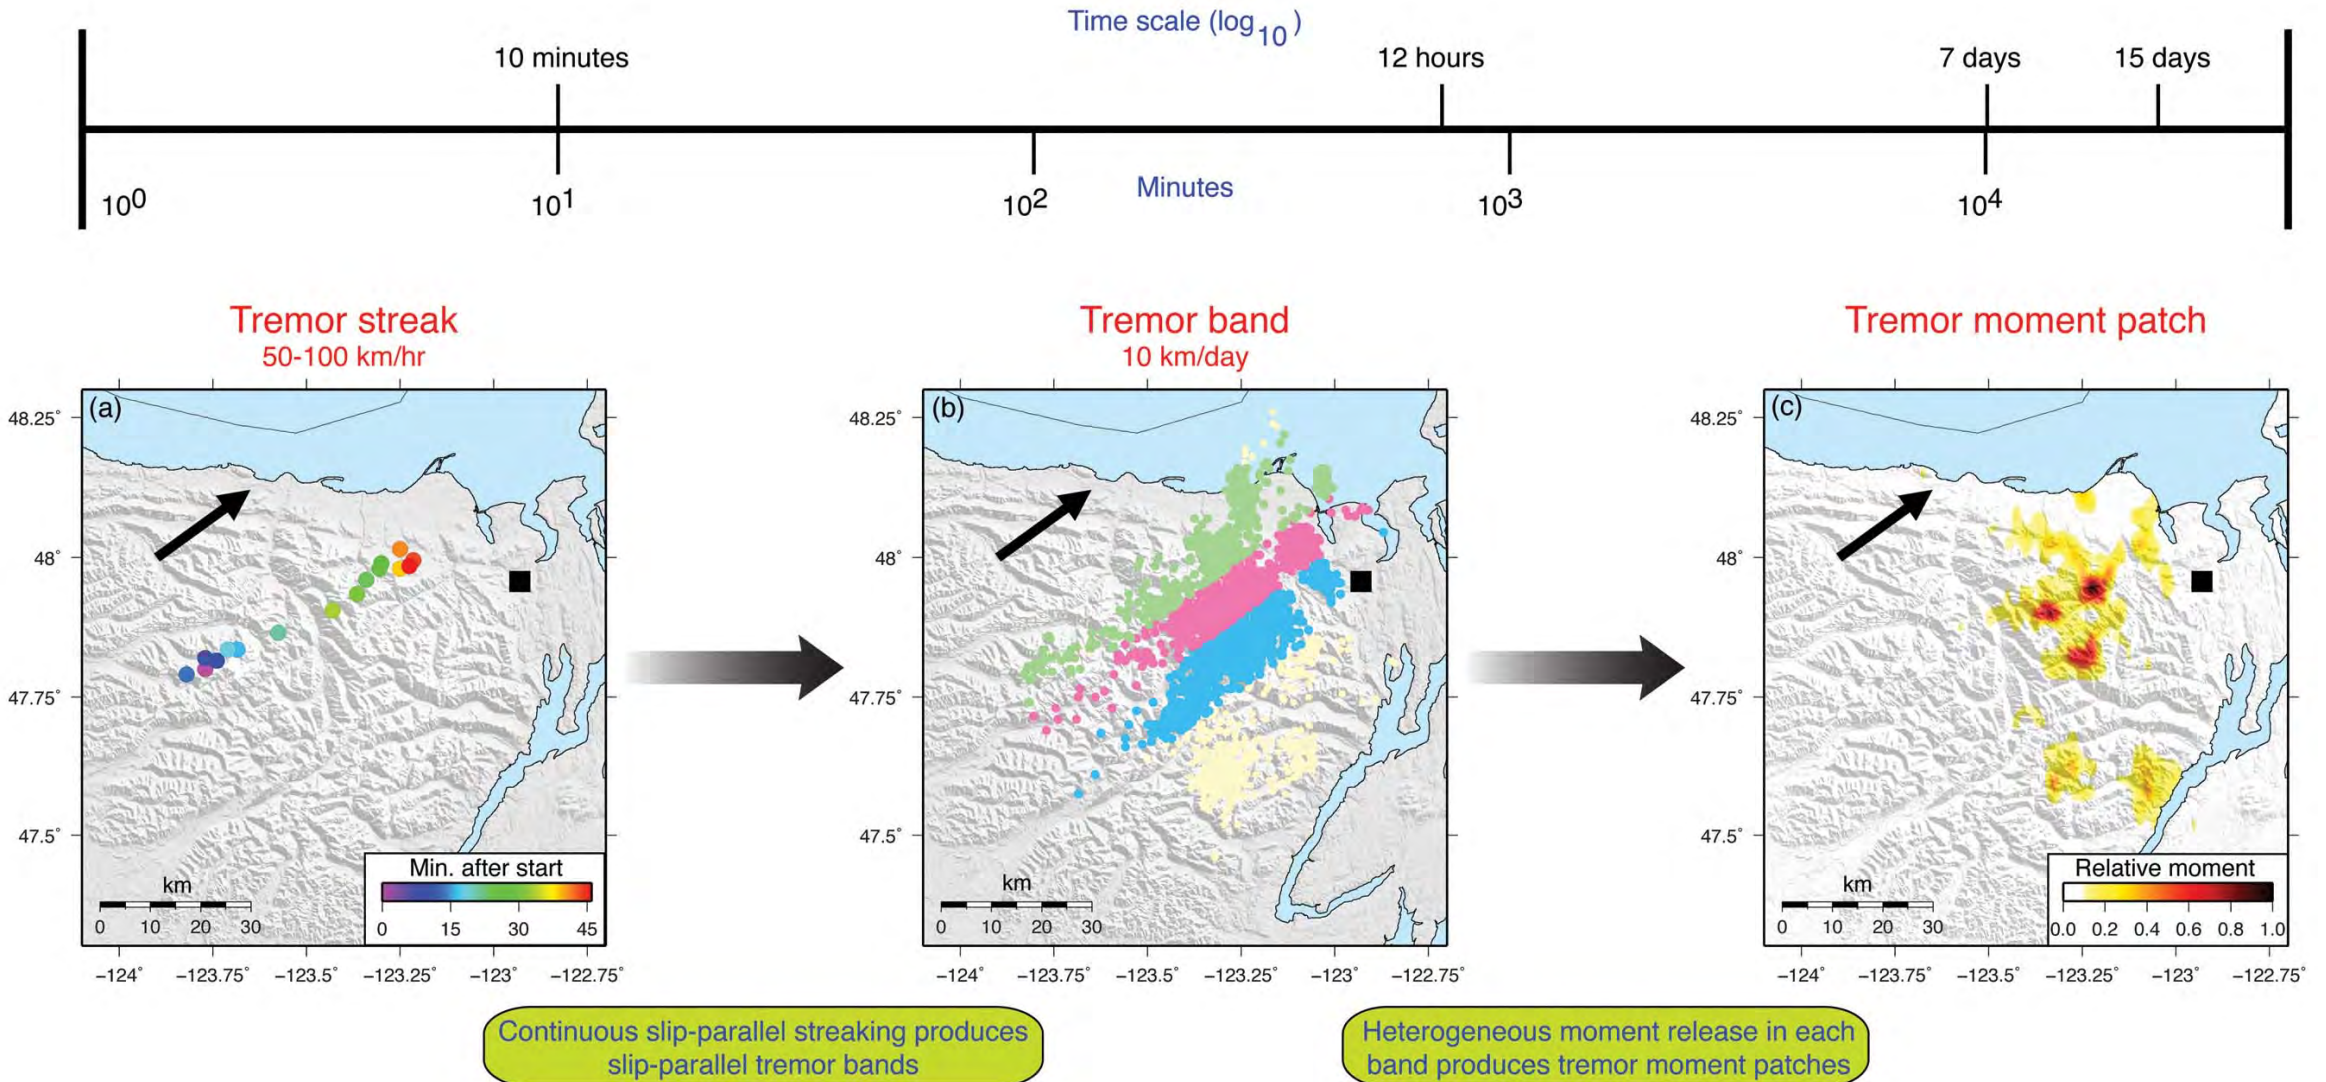 Time scale (log10)
10 minutes
12 hours
7 days
15 days
10^0
10^1
10^2
Minutes
10^3
10^4
Tremor streak
50-100 km/hr
Tremor band
10 km/day
Tremor moment patch
(a)
48.25°
48°
47.75°
47.5°
km
0 10 20 30
Min. after start
0 15 30 45
−124° −123.75° −123.5° −123.25° −123° −122.75°
(b)
48.25°
48°
47.75°
47.5°
km
0 10 20 30
−124° −123.75° −123.5° −123.25° −123° −122.75°
(c)
48.25°
48°
47.75°
47.5°
km
0 10 20 30
Relative moment
0.0 0.2 0.4 0.6 0.8 1.0
−124° −123.75° −123.5° −123.25° −123° −122.75°
Continuous slip-parallel streaking produces
slip-parallel tremor bands
Heterogeneous moment release in each
band produces tremor moment patches